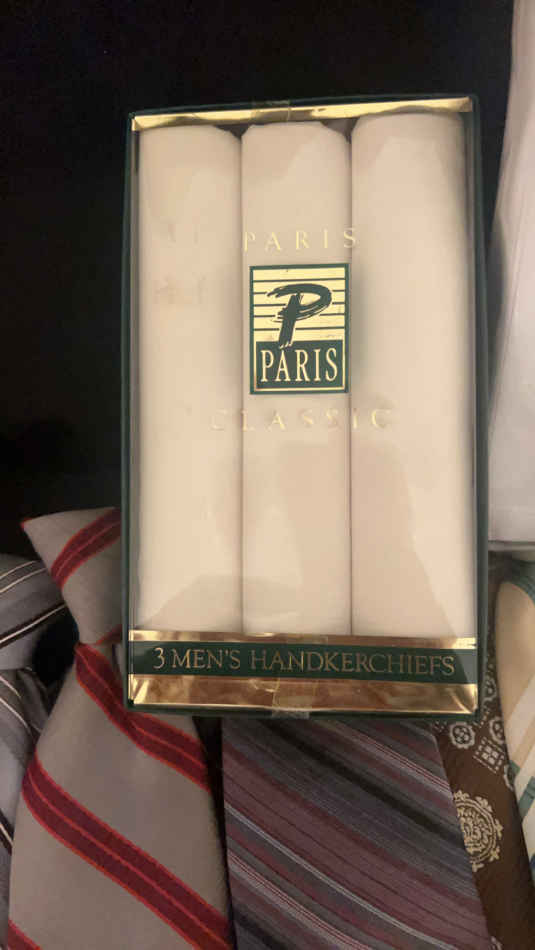 PARIS
P
PARIS
CLASSIC
3 MEN'S HANDKERCHIEFS